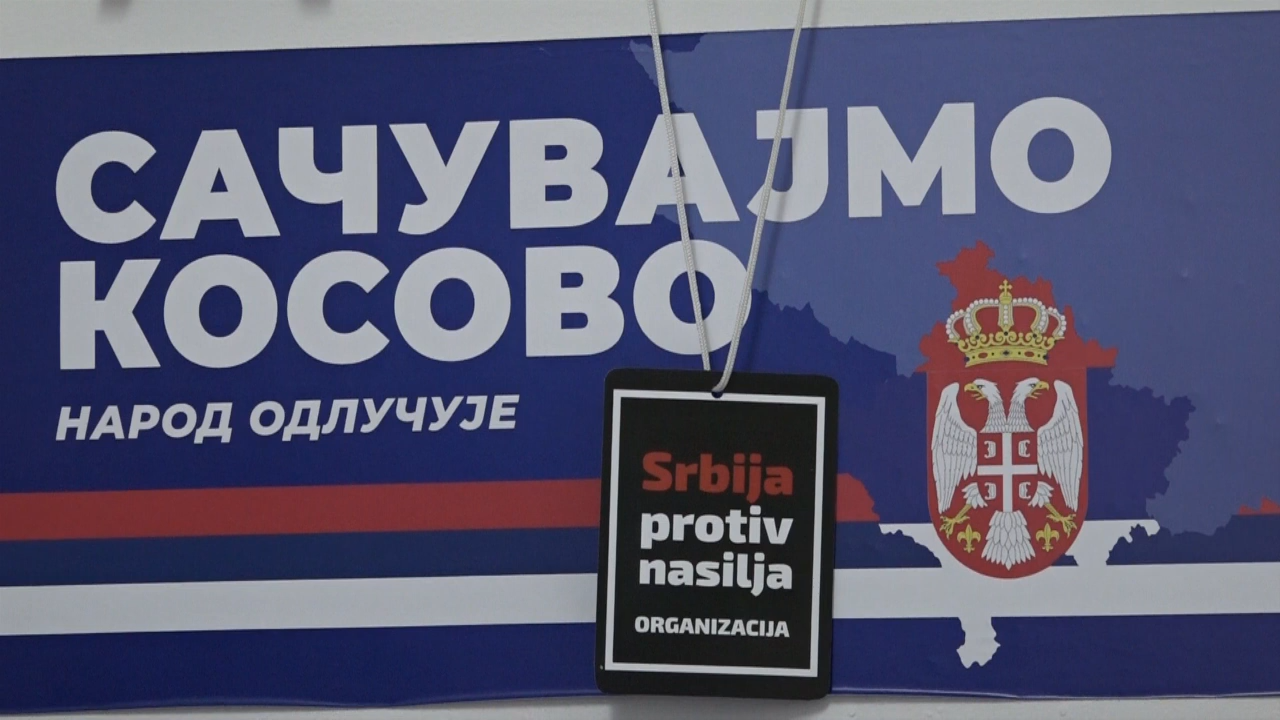 САЧУВАЈМО
КОСОВО
НАРОД ОДЛУЧУЈЕ
Srbija
protiv
nasilja
ORGANIZACIJA